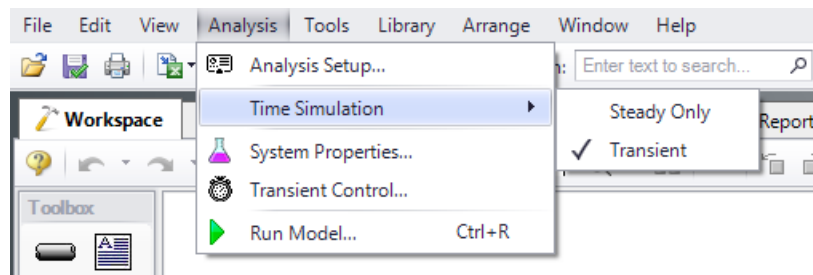 File Edit View Analysis Tools Library Arrange Window Help
Analysis Setup...
Enter text to search...
Time Simulation
Steady Only
Workspace
Report
System Properties...
Transient
Transient Control...
Toolbox
Run Model... Ctrl+R
A